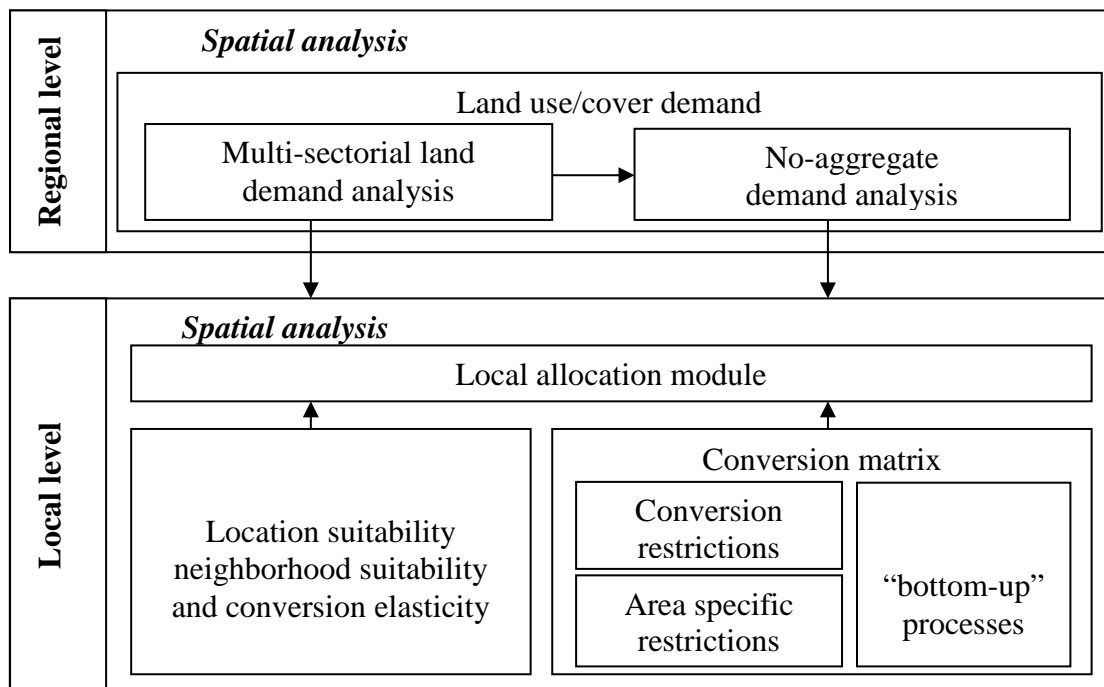 Regional level
Spatial analysis
Land use/cover demand
Multi-sectorial land
demand analysis
No-aggregate
demand analysis
Local level
Spatial analysis
Local allocation module
Location suitability
neighborhood suitability
and conversion elasticity
Conversion matrix
Conversion
restrictions
Area specific
restrictions
“bottom-up”
processes